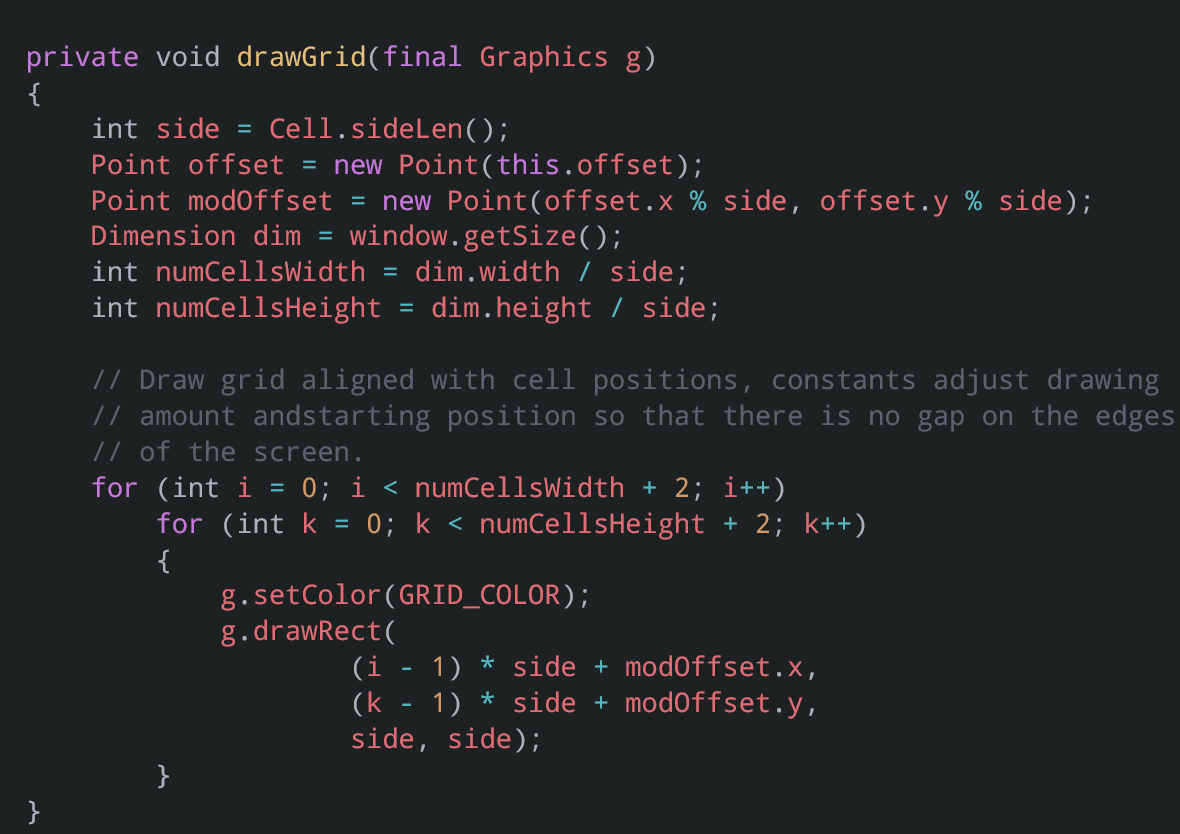 private void drawGrid(final Graphics g)
{
    int side = Cell.sideLen();
    Point offset = new Point(this.offset);
    Point modOffset = new Point(offset.x % side, offset.y % side);
    Dimension dim = window.getSize();
    int numCellsWidth = dim.width / side;
    int numCellsHeight = dim.height / side;

    // Draw grid aligned with cell positions, constants adjust drawing
    // amount andstarting position so that there is no gap on the edges
    // of the screen.
    for (int i = 0; i < numCellsWidth + 2; i++)
        for (int k = 0; k < numCellsHeight + 2; k++)
        {
            g.setColor(GRID_COLOR);
            g.drawRect(
                    (i - 1) * side + modOffset.x,
                    (k - 1) * side + modOffset.y,
                    side, side);
        }
}